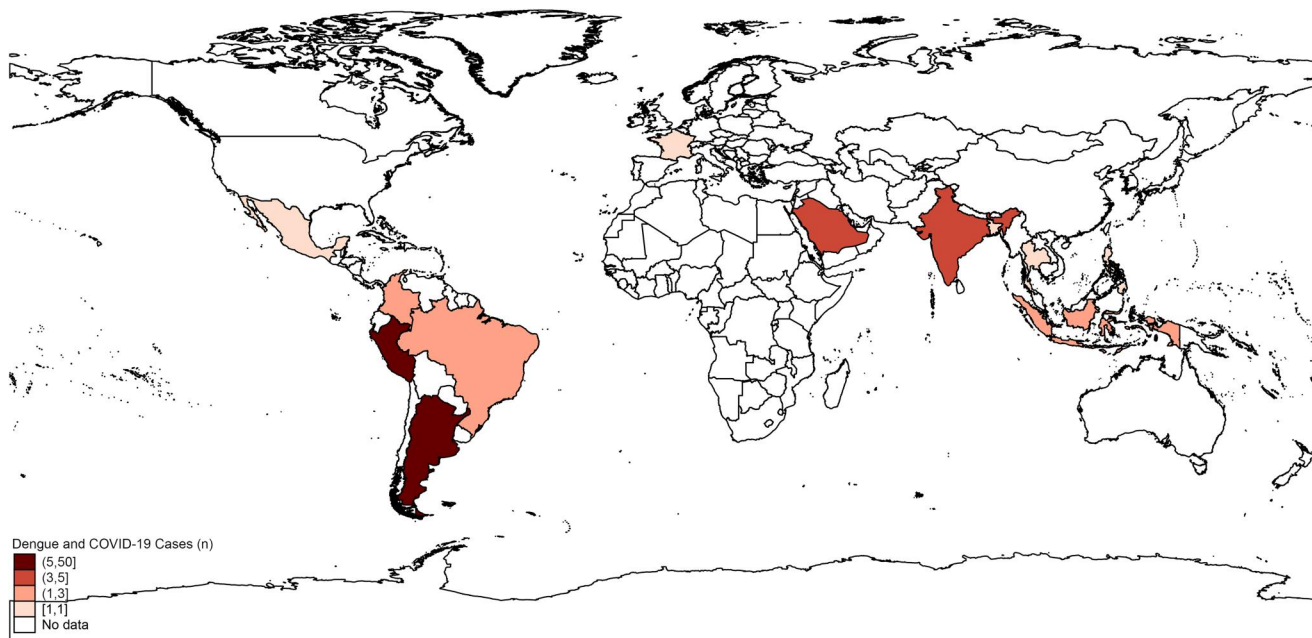 Dengue and COVID-19 Cases (n)
(5,50]
(3,5]
(1,3]
[1,1]
No data